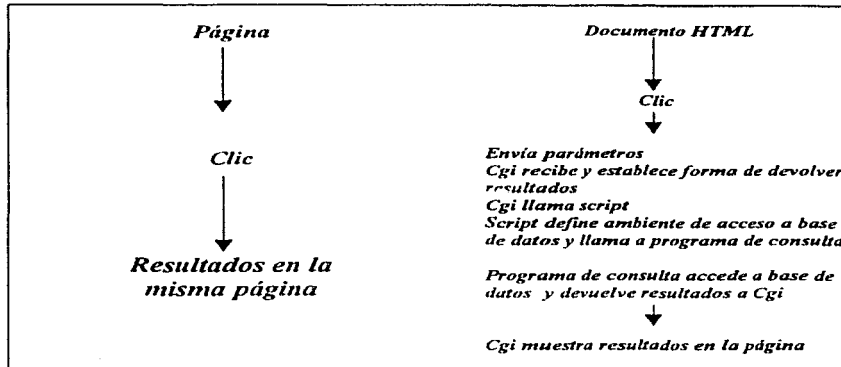 Página
Clic
Resultados en la
misma página
Documento HTML
Clic
Envía parámetros
Cgi recibe y establece forma de devolver
resultados
Cgi llama script
Script define ambiente de acceso a base
de datos y llama a programa de consulta
Programa de consulta accede a base de
datos y devuelve resultados a Cgi
Cgi muestra resultados en la página